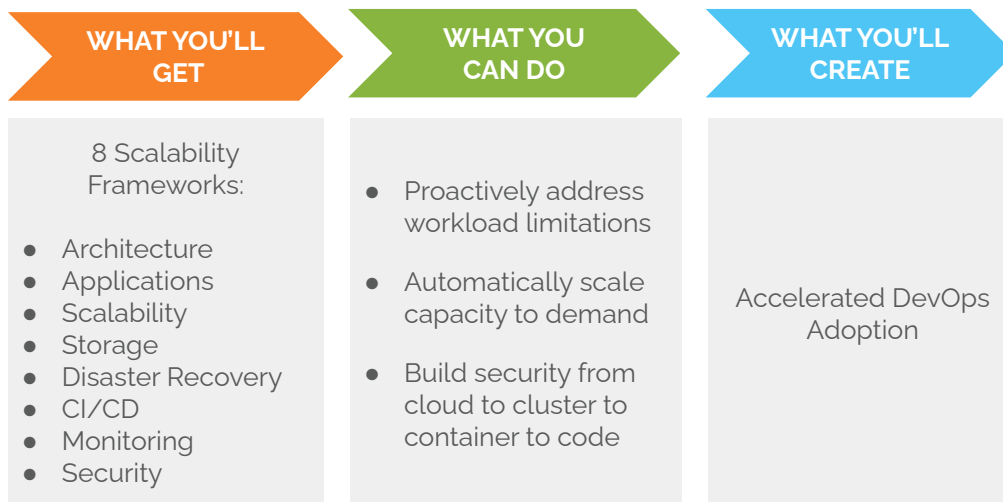 WHAT YOU'LL
GET
8 Scalability
Frameworks:
● Architecture
● Applications
● Scalability
● Storage
● Disaster Recovery
● CI/CD
● Monitoring
● Security
WHAT YOU
CAN DO
● Proactively address
workload limitations
● Automatically scale
capacity to demand
● Build security from
cloud to cluster to
container to code
WHAT YOU'LL
CREATE
Accelerated DevOps
Adoption